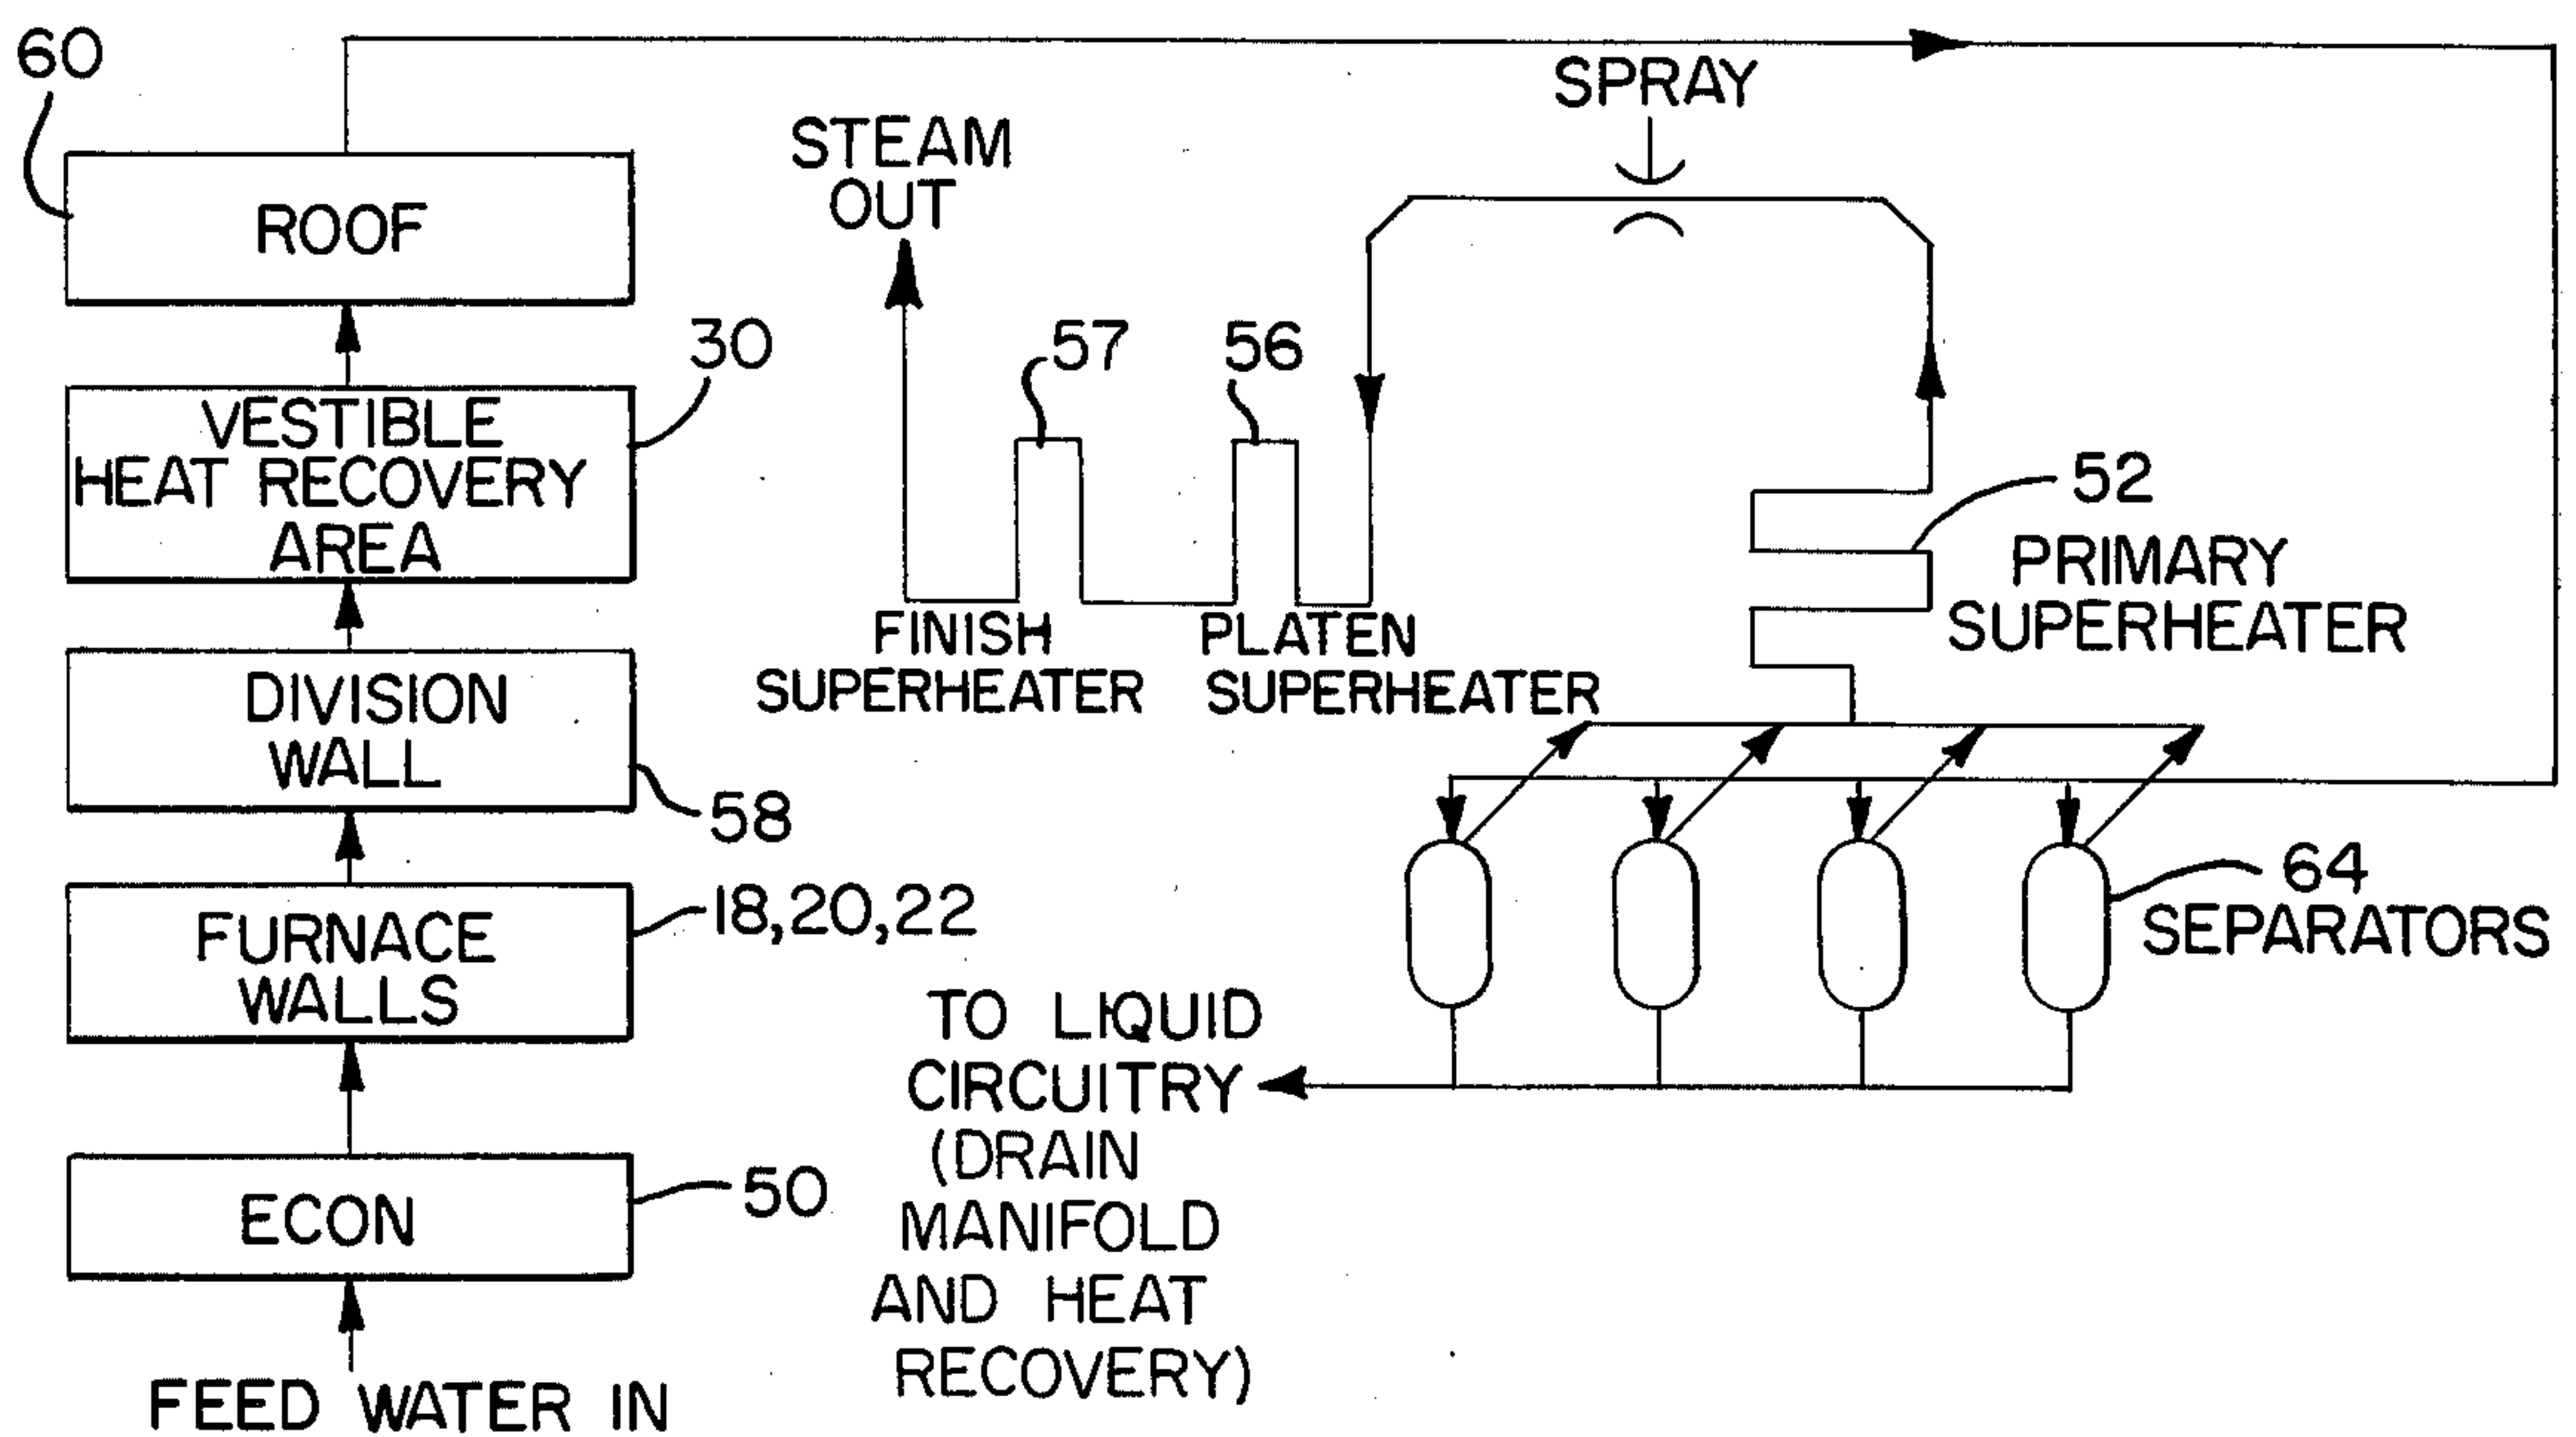 60
ROOF
30
VESTIBLE
HEAT RECOVERY
AREA
DIVISION
WALL
58
FURNACE
WALLS
18,20,22
ECON
50
FEED WATER IN
STEAM
OUT
SPRAY
57
56
FINISH
SUPERHEATER
PLATEN
SUPERHEATER
52
PRIMARY
SUPERHEATER
64
SEPARATORS
TO LIQUID
CIRCUITRY
(DRAIN
MANIFOLD
AND HEAT
RECOVERY)